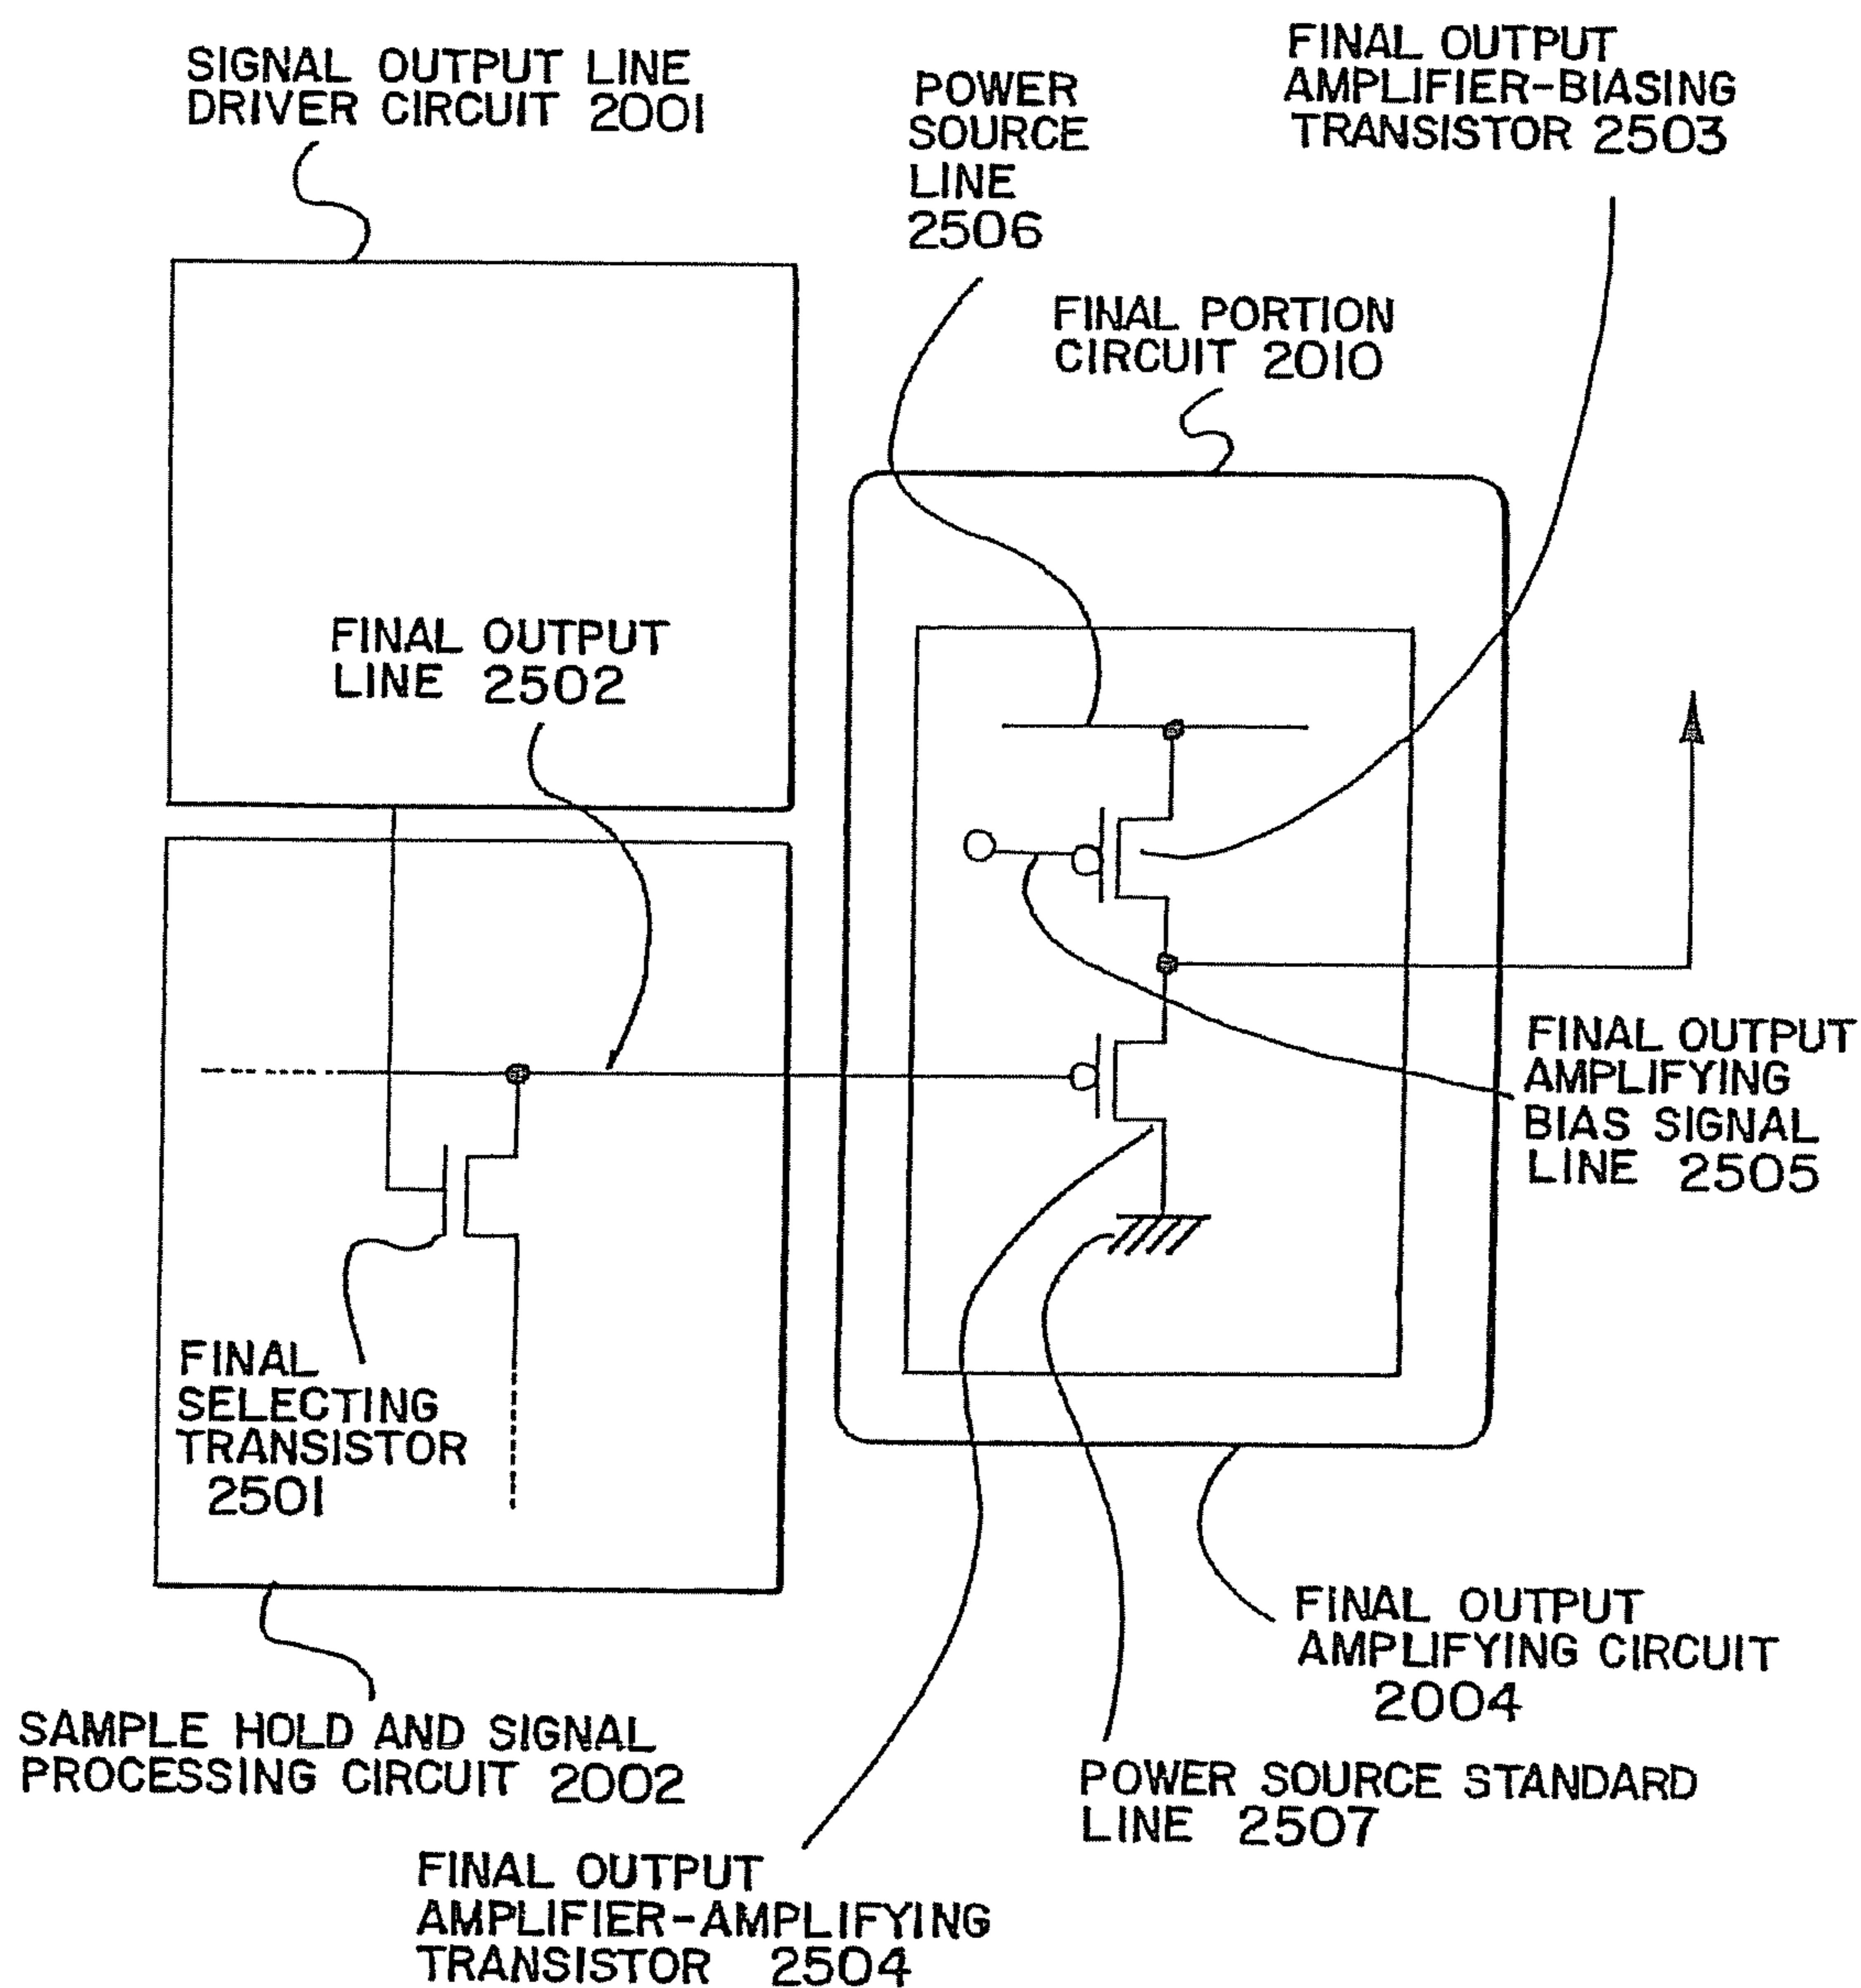 SIGNAL OUTPUT LINE
DRIVER CIRCUIT 2001
POWER
SOURCE
LINE
2506
FINAL OUTPUT
AMPLIFIER-BIASING
TRANSISTOR 2503
FINAL PORTION
CIRCUIT 2010
FINAL OUTPUT
LINE 2502
FINAL OUTPUT
AMPLIFYING
BIAS SIGNAL
LINE 2505
FINAL
SELECTING
TRANSISTOR
2501
FINAL OUTPUT
AMPLIFYING CIRCUIT
2004
SAMPLE HOLD AND SIGNAL
PROCESSING CIRCUIT 2002
POWER SOURCE STANDARD
LINE 2507
FINAL OUTPUT
AMPLIFIER-AMPLIFYING
TRANSISTOR 2504